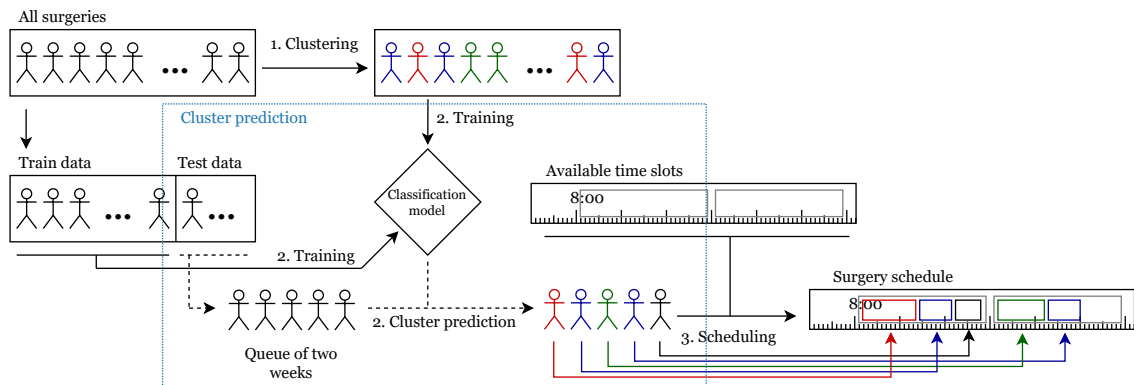 All surgeries
1. Clustering
•••
•••
Cluster prediction
2. Training
Train data
Test data
Available time slots
•••
•••
Classification
model
8:00
2. Training
Surgery schedule
8:00
2. Cluster prediction
3. Scheduling
Queue of two
weeks